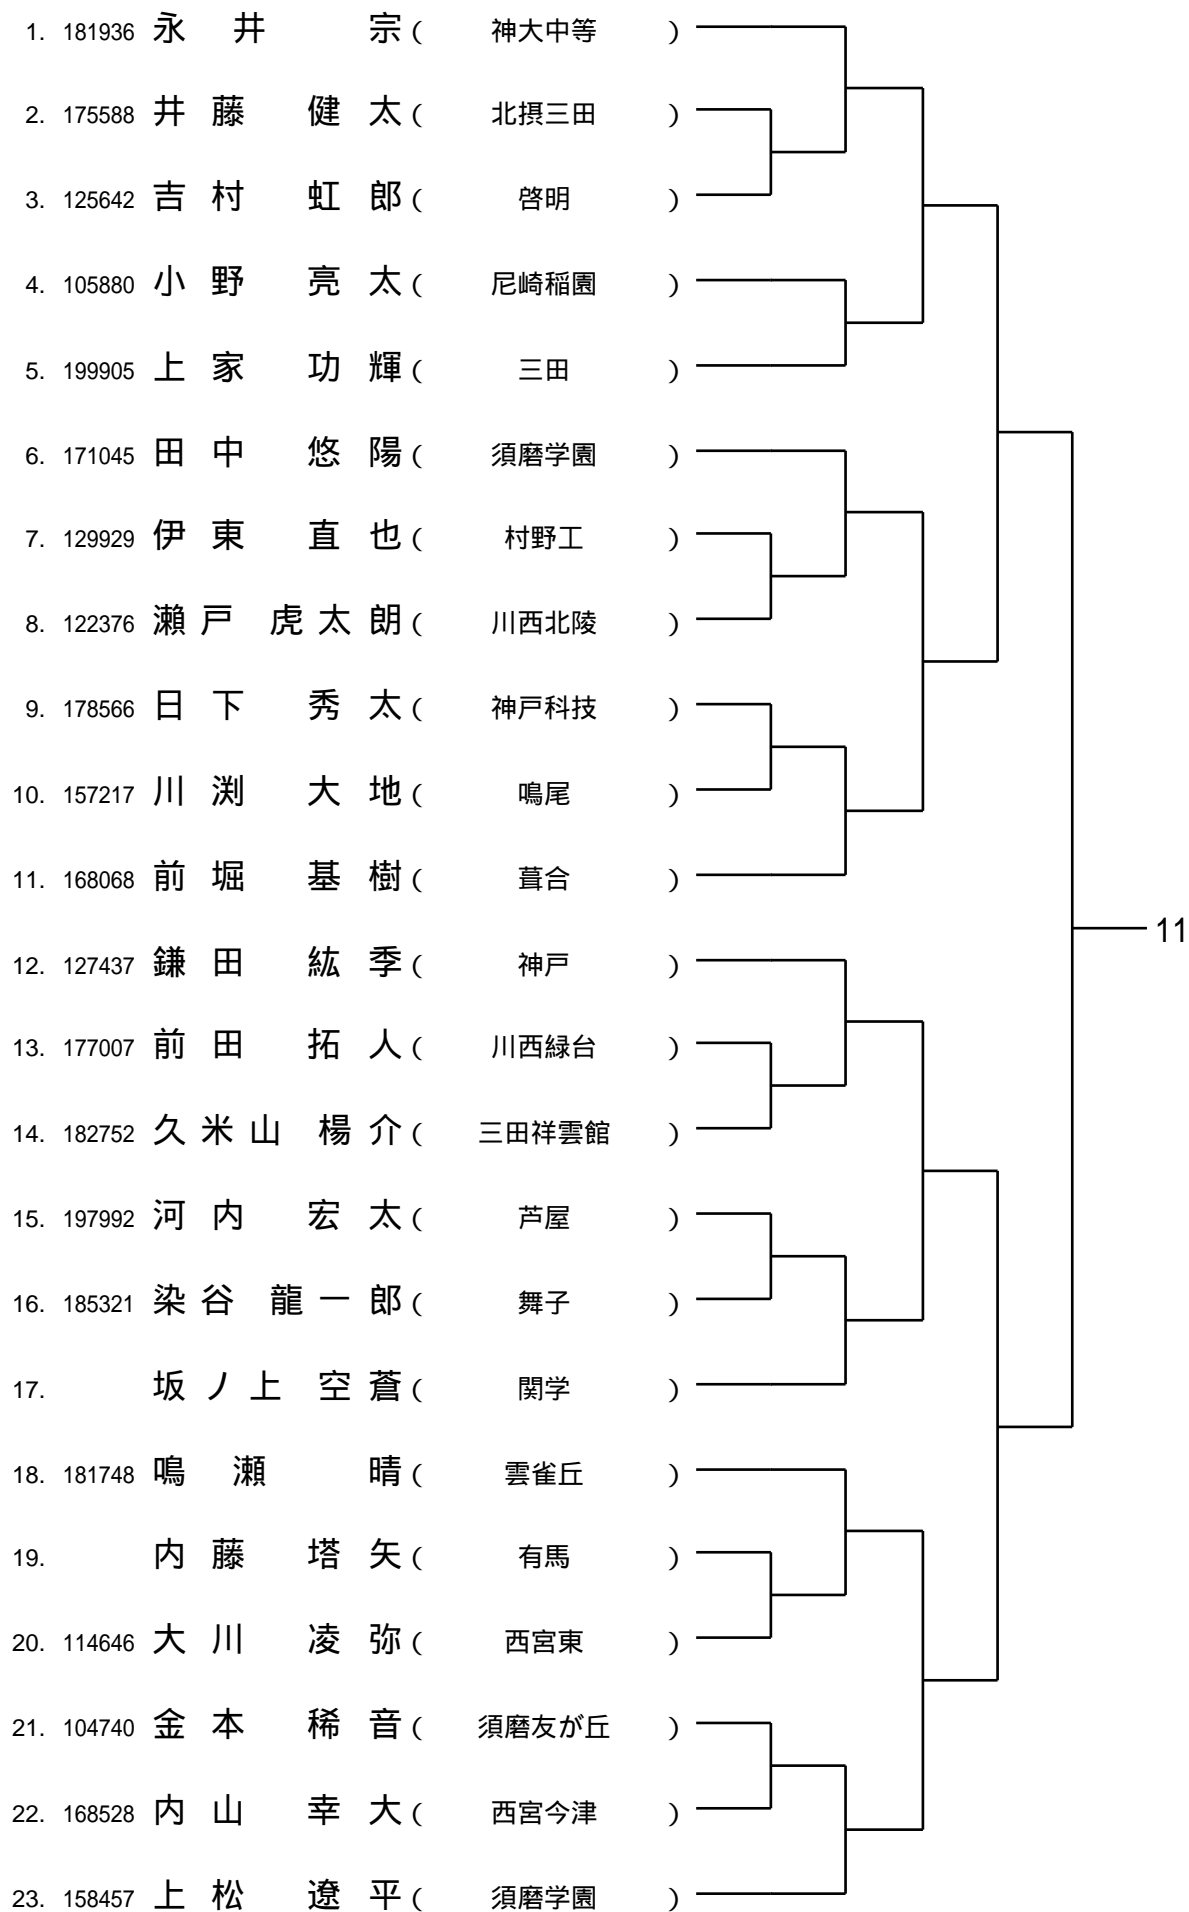 1. 181936 永井 宗 ( 神大中等 )
2. 175588 井藤 健太 ( 北摂三田 )
3. 125642 吉村 虹郎 ( 啓明 )
4. 105880 小野 亮太 ( 尼崎稲園 )
5. 199905 上家 功輝 ( 三田 )
6. 171045 田中 悠陽 ( 須磨学園 )
7. 129929 伊東 直也 ( 村野工 )
8. 122376 瀬戸 虎太朗 ( 川西北陵 )
9. 178566 日下 秀太 ( 神戸科技 )
10. 157217 川渕 大地 ( 鳴尾 )
11. 168068 前堀 基樹 ( 葺合 )
11
12. 127437 鎌田 紘季 ( 神戸 )
13. 177007 前田 拓人 ( 川西緑台 )
14. 182752 久米山 楊介 ( 三田祥雲館 )
15. 197992 河内 宏太 ( 芦屋 )
16. 185321 染谷 龍一郎 ( 舞子 )
17. 坂ノ上 空蒼 ( 関学 )
18. 181748 鳴瀬 晴 ( 雲雀丘 )
19. 内藤 塔矢 ( 有馬 )
20. 114646 大川 凌弥 ( 西宮東 )
21. 104740 金本 稀音 ( 須磨友が丘 )
22. 168528 内山 幸大 ( 西宮今津 )
23. 158457 上松 遼平 ( 須磨学園 )